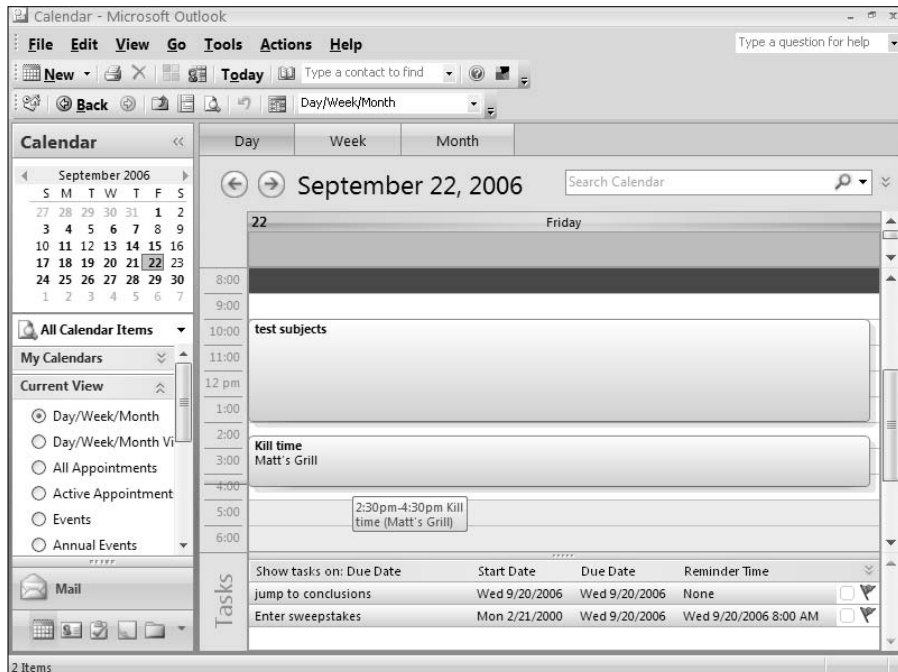 Calendar - Microsoft Outlook
File Edit View Go Tools Actions Help
Type a question for help
New Today Type a contact to find
Back Day/Week/Month
Calendar
Day Week Month
September 2006
S M T W T F S
27 28 29 30 31 1 2
3 4 5 6 7 8 9
10 11 12 13 14 15 16
17 18 19 20 21 22 23
24 25 26 27 28 29 30
1 2 3 4 5 6 7
September 22, 2006
Search Calendar
22 Friday
All Calendar Items
My Calendars
Current View
Day/Week/Month
Day/Week/Month Vi
All Appointments
Active Appointment
Events
Annual Events
Mail
8:00
9:00
10:00 test subjects
11:00
12 pm
1:00
2:00
Kill time
3:00 Matt's Grill
4:00
5:00
6:00
2:30pm-4:30pm Kill
time (Matt's Grill)
Tasks
Show tasks on: Due Date Start Date Due Date Reminder Time
jump to conclusions Wed 9/20/2006 Wed 9/20/2006 None
Enter sweepstakes Mon 2/21/2000 Wed 9/20/2006 Wed 9/20/2006 8:00 AM
2 Items